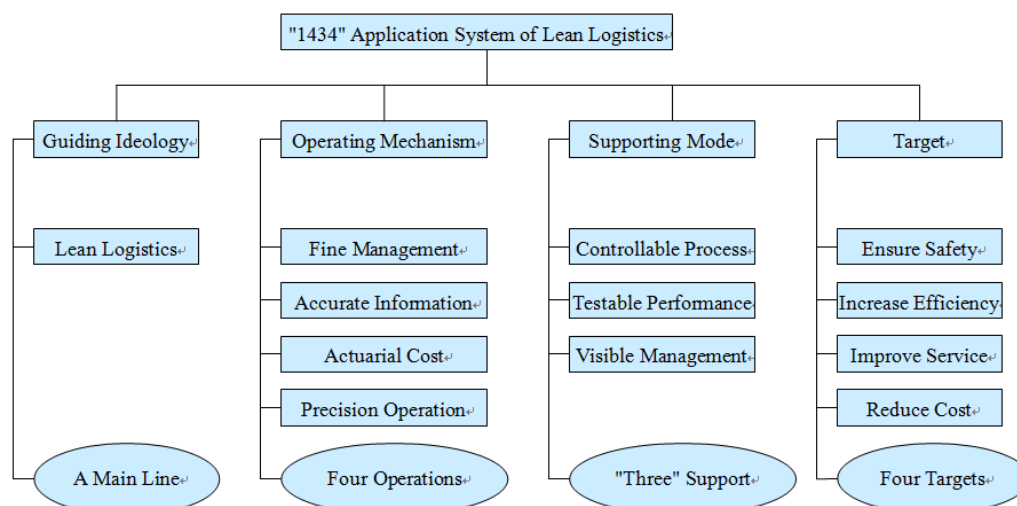 "1434" Application System of Lean Logistics
Guiding Ideology
Operating Mechanism
Supporting Mode
Target
Lean Logistics
Fine Management
Controllable Process
Ensure Safety
Accurate Information
Testable Performance
Increase Efficiency
Actuarial Cost
Visible Management
Improve Service
Precision Operation
Reduce Cost
A Main Line
Four Operations
"Three" Support
Four Targets